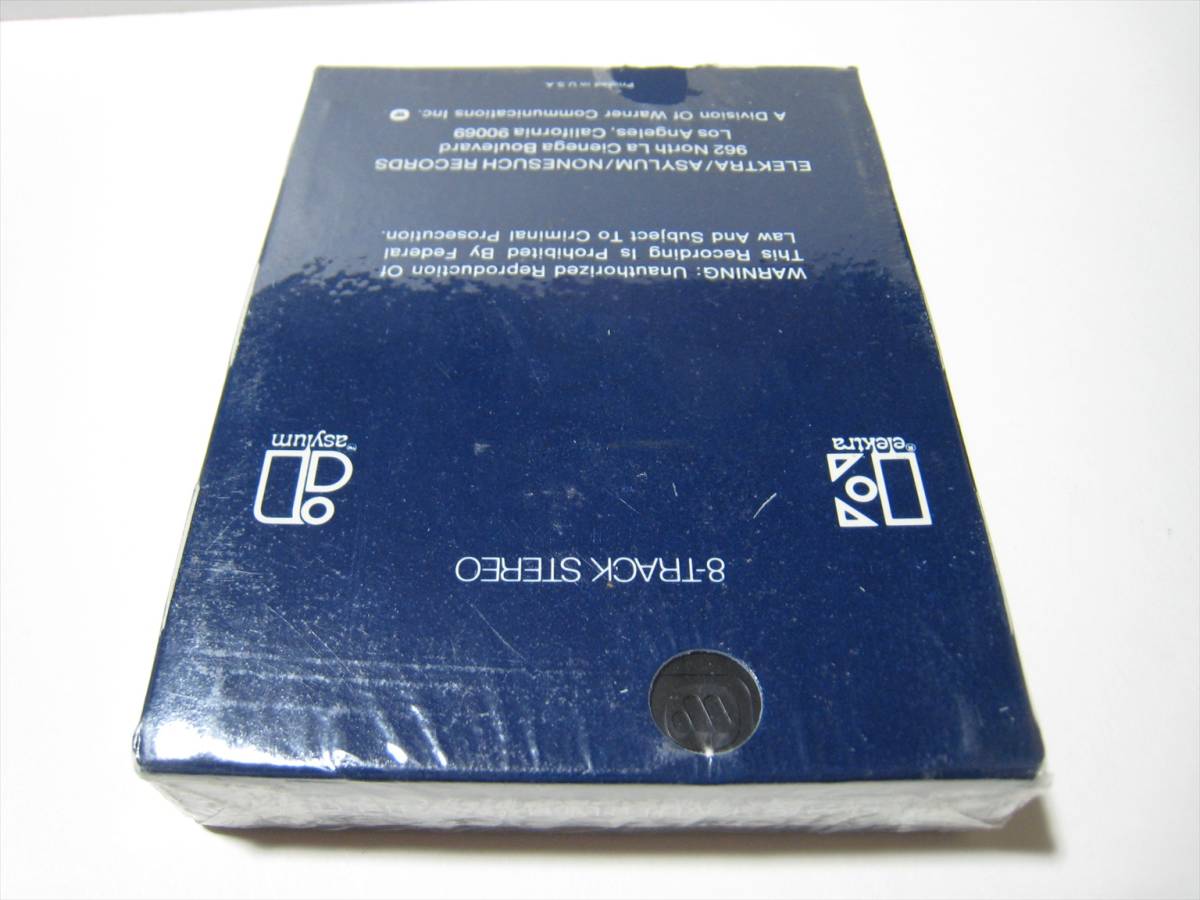 8-TRACK STEREO
elektra®
asylum™
WARNING: Unauthorized Reproduction Of
This Recording Is Prohibited By Federal
Law And Subject To Criminal Prosecution.
ELEKTRA/ASYLUM/NONESUCH RECORDS
962 North La Cienega Boulevard
Los Angeles, California 90069
A Division Of Warner Communications Inc.
Printed in U.S.A.